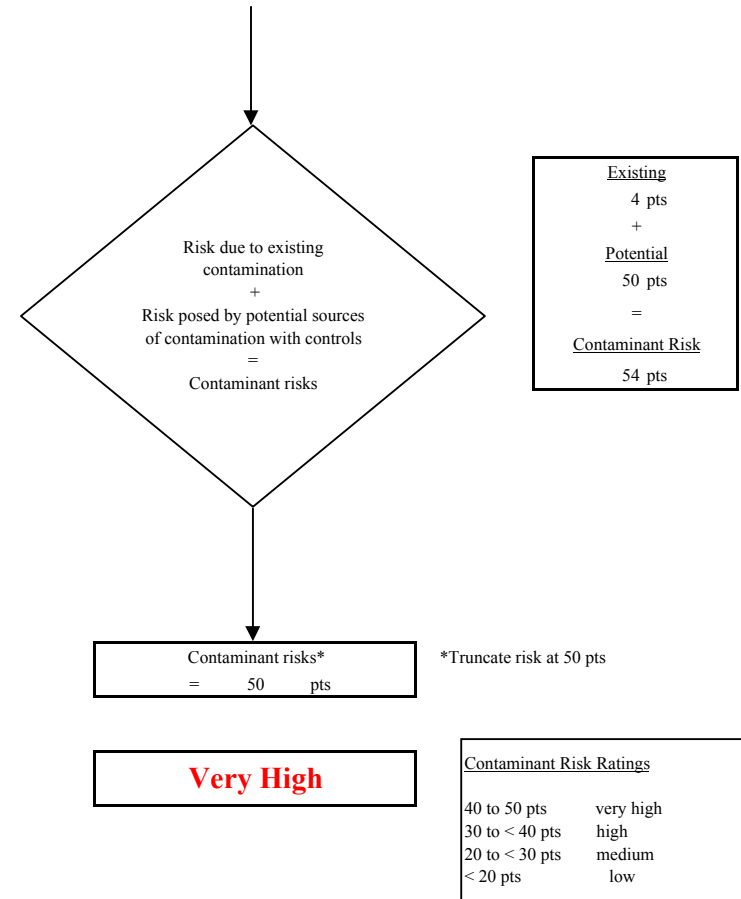 Risk due to existing
contamination
+
Risk posed by potential sources
of contamination with controls
=
Contaminant risks
Existing
4 pts
+
Potential
50 pts
=
Contaminant Risk
54 pts
Contaminant risks*
= 50 pts
*Truncate risk at 50 pts
Very High
Contaminant Risk Ratings
40 to 50 pts very high
30 to < 40 pts high
20 to < 30 pts medium
< 20 pts low